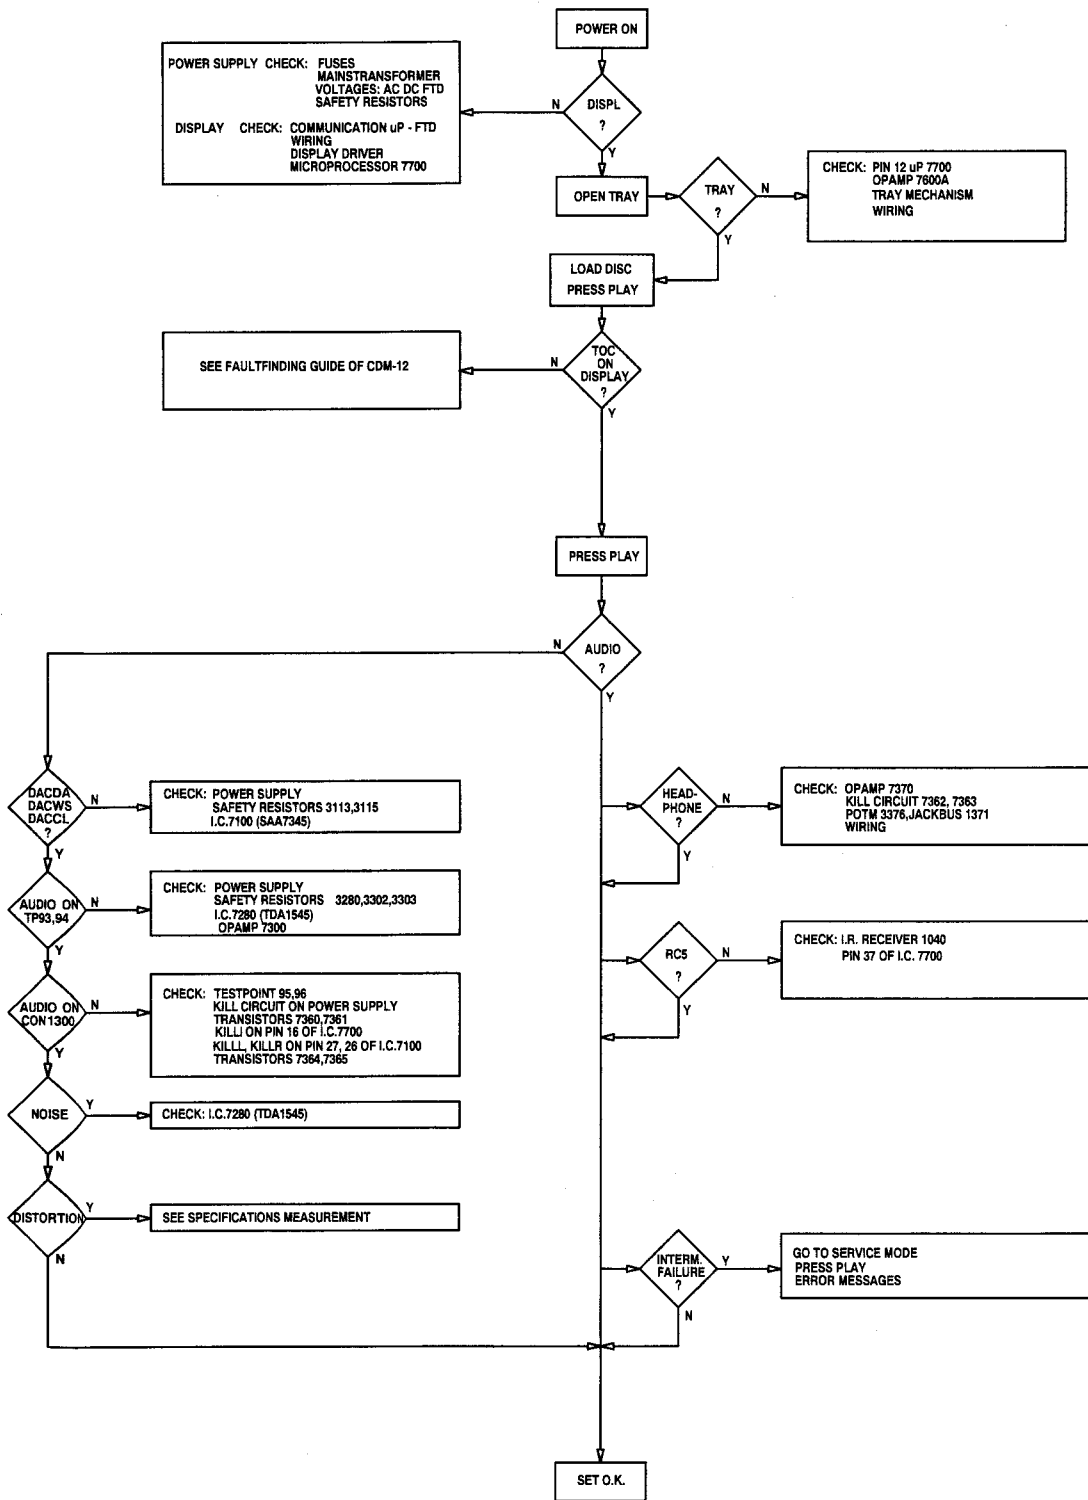 POWER ON
POWER SUPPLY CHECK: FUSES
MAINSTRANSFORMER
VOLTAGES: AC DC FTD
SAFETY RESISTORS
DISPLAY CHECK: COMMUNICATION uP - FTD
WIRING
DISPLAY DRIVER
MICROPROCESSOR 7700
N
DISPL
?
Y
OPEN TRAY
TRAY
?
N
Y
CHECK: PIN 12 uP 7700
OPAMP 7600A
TRAY MECHANISM
WIRING
LOAD DISC
PRESS PLAY
SEE FAULTFINDING GUIDE OF CDM-12
N
TOC
ON
DISPLAY
?
Y
PRESS PLAY
N
AUDIO
?
Y
DACDA
DACWS
DACCL
?
N
Y
CHECK: POWER SUPPLY
SAFETY RESISTORS 3113,3115
I.C.7100 (SAA7345)
HEAD-
PHONE
?
N
Y
CHECK: OPAMP 7370
KILL CIRCUIT 7362, 7363
POTM 3376,JACKBUS 1371
WIRING
AUDIO ON
TP93,94
N
Y
CHECK: POWER SUPPLY
SAFETY RESISTORS 3280,3302,3303
I.C.7280 (TDA1545)
OPAMP 7300
RC5
?
N
Y
CHECK: I.R. RECEIVER 1040
PIN 37 OF I.C. 7700
AUDIO ON
CON1300
N
Y
CHECK: TESTPOINT 95,96
KILL CIRCUIT ON POWER SUPPLY
TRANSISTORS 7360,7361
KILLI ON PIN 16 OF I.C.7700
KILLL, KILLR ON PIN 27, 26 OF I.C.7100
TRANSISTORS 7364,7365
NOISE
Y
N
CHECK: I.C.7280 (TDA1545)
DISTORTION
Y
N
SEE SPECIFICATIONS MEASUREMENT
INTERM.
FAILURE
?
Y
N
GO TO SERVICE MODE
PRESS PLAY
ERROR MESSAGES
SET O.K.